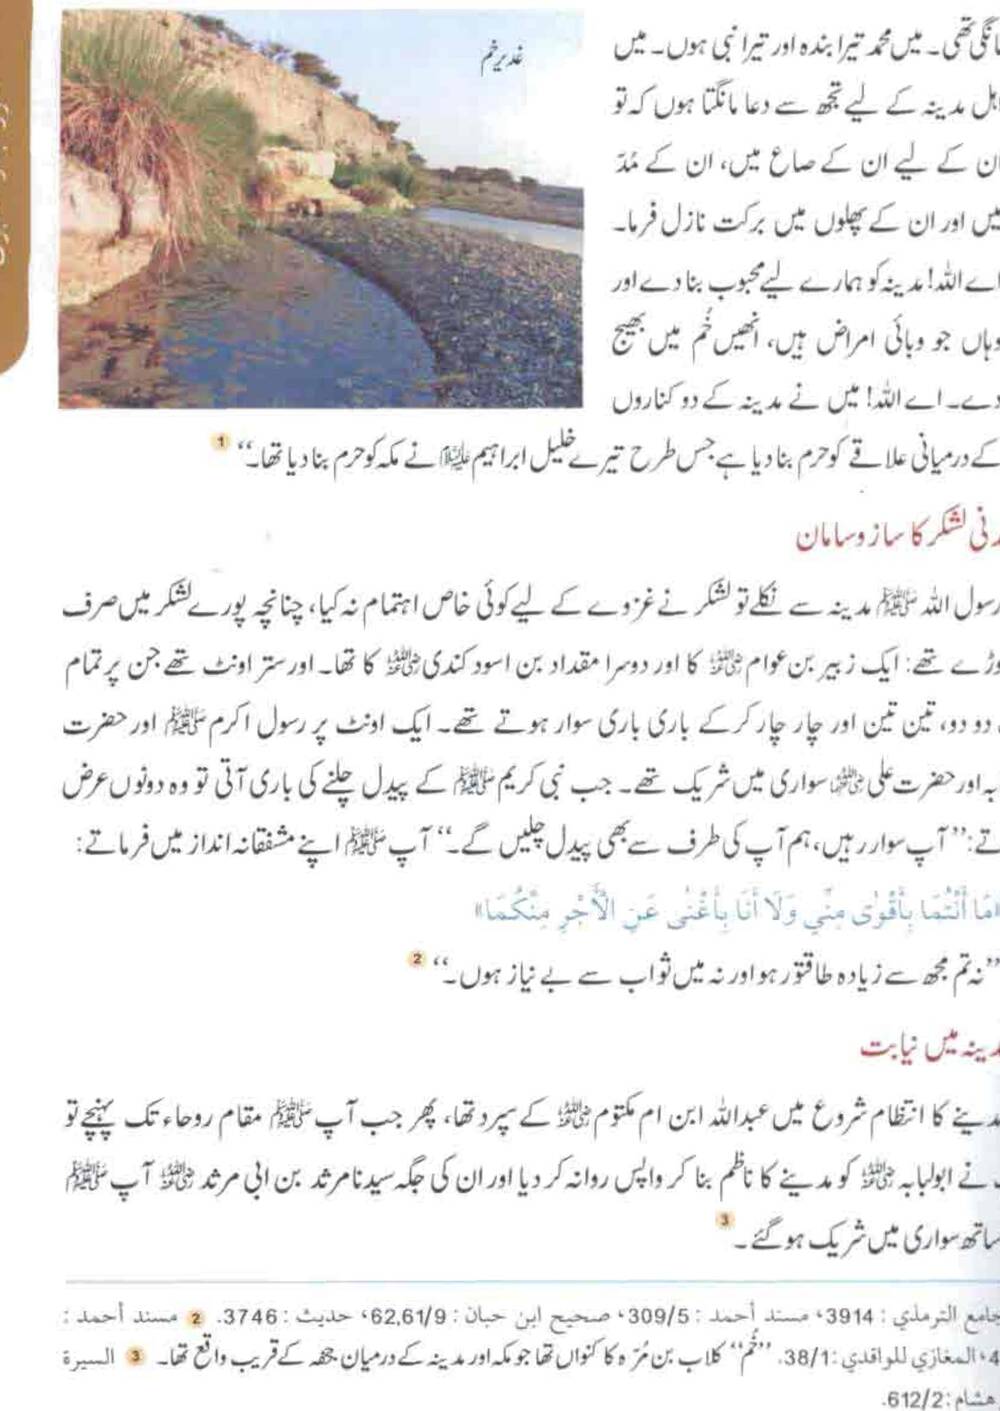 غدیرخم
مانگی تھی۔ میں محمد تیرا بندہ اور تیرا نبی ہوں۔ میں
اہل مدینہ کے لیے تجھ سے دعا مانگتا ہوں کہ تو
ان کے لیے ان کے صاع میں، ان کے مُدّ
میں اور ان کے پھلوں میں برکت نازل فرما۔
اے اللہ! مدینہ کو ہمارے لیے محبوب بنا دے اور
وہاں جو وبائی امراض ہیں، انھیں خُم میں بھیج
دے۔ اے اللہ! میں نے مدینہ کے دو کناروں
کے درمیانی علاقے کو حرم بنا دیا ہے جس طرح تیرے خلیل ابراہیم علیہ السلام نے مکہ کو حرم بنا دیا تھا۔‘‘ 1
مدنی لشکر کا ساز و سامان
رسول اللہ ﷺ مدینہ سے نکلے تو لشکر نے غزوے کے لیے کوئی خاص اہتمام نہ کیا، چنانچہ پورے لشکر میں صرف
تھے: ایک زبیر بن عوام رضی اللہ عنہ کا اور دوسرا مقداد بن اسود کندی رضی اللہ عنہ کا تھا۔ اور ستر اونٹ تھے جن پر تمام
دو دو، تین تین اور چار چار کر کے باری باری سوار ہوتے تھے۔ ایک اونٹ پر رسول اکرم ﷺ اور حضرت
اور حضرت علی رضی اللہ عنہ سواری میں شریک تھے۔ جب نبی کریم ﷺ کے پیدل چلنے کی باری آتی تو وہ دونوں عرض
’’آپ سوار رہیں، ہم آپ کی طرف سے بھی پیدل چلیں گے۔‘‘ آپ ﷺ اپنے مشفقانہ انداز میں فرماتے:
«مَا أَنْتُمَا بِأَقْوٰى مِنِّي وَلَا أَنَا بِأَغْنٰى عَنِ الْأَجْرِ مِنْكُمَا»
’’نہ تم مجھ سے زیادہ طاقتور ہو اور نہ میں ثواب سے بے نیاز ہوں۔‘‘ 2
مدینہ میں نیابت
مدینے کا انتظام شروع میں عبداللہ ابن ام مکتوم رضی اللہ عنہ کے سپرد تھا، پھر جب آپ ﷺ مقام روحاء تک پہنچے تو
نے ابولبابہ رضی اللہ عنہ کو مدینے کا ناظم بنا کر واپس روانہ کر دیا اور ان کی جگہ سیدنا مرثد بن ابی مرثد رضی اللہ عنہ آپ ﷺ
ساتھ سواری میں شریک ہو گئے۔ 3
جامع الترمذي : 3914، مسند أحمد : 309/5، صحيح ابن حبان : 62,61/9، حديث : 3746. 2 مسند أحمد :
4، المغازي للواقدي : 38/1. ’’خُم‘‘ کلاب بن مُرّہ کا کنواں تھا جو مکہ اور مدینہ کے درمیان جحفہ کے قریب واقع تھا۔ 3 السيرة
هشام : 612/2.